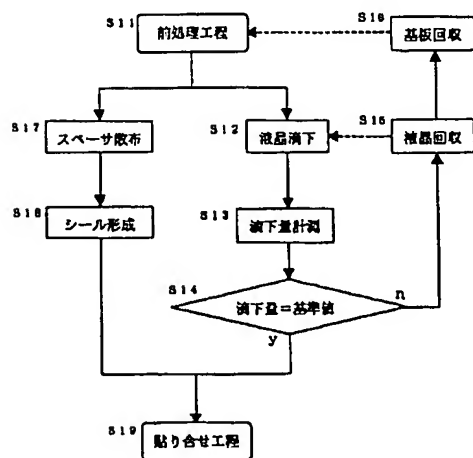 S11
前処理工程
S16
基板回収
S17
スペーサ散布
S12
液晶滴下
S15
液晶回収
S18
シール形成
S13
滴下量計測
S14
滴下量=基準値
n
y
S19
貼り合せ工程